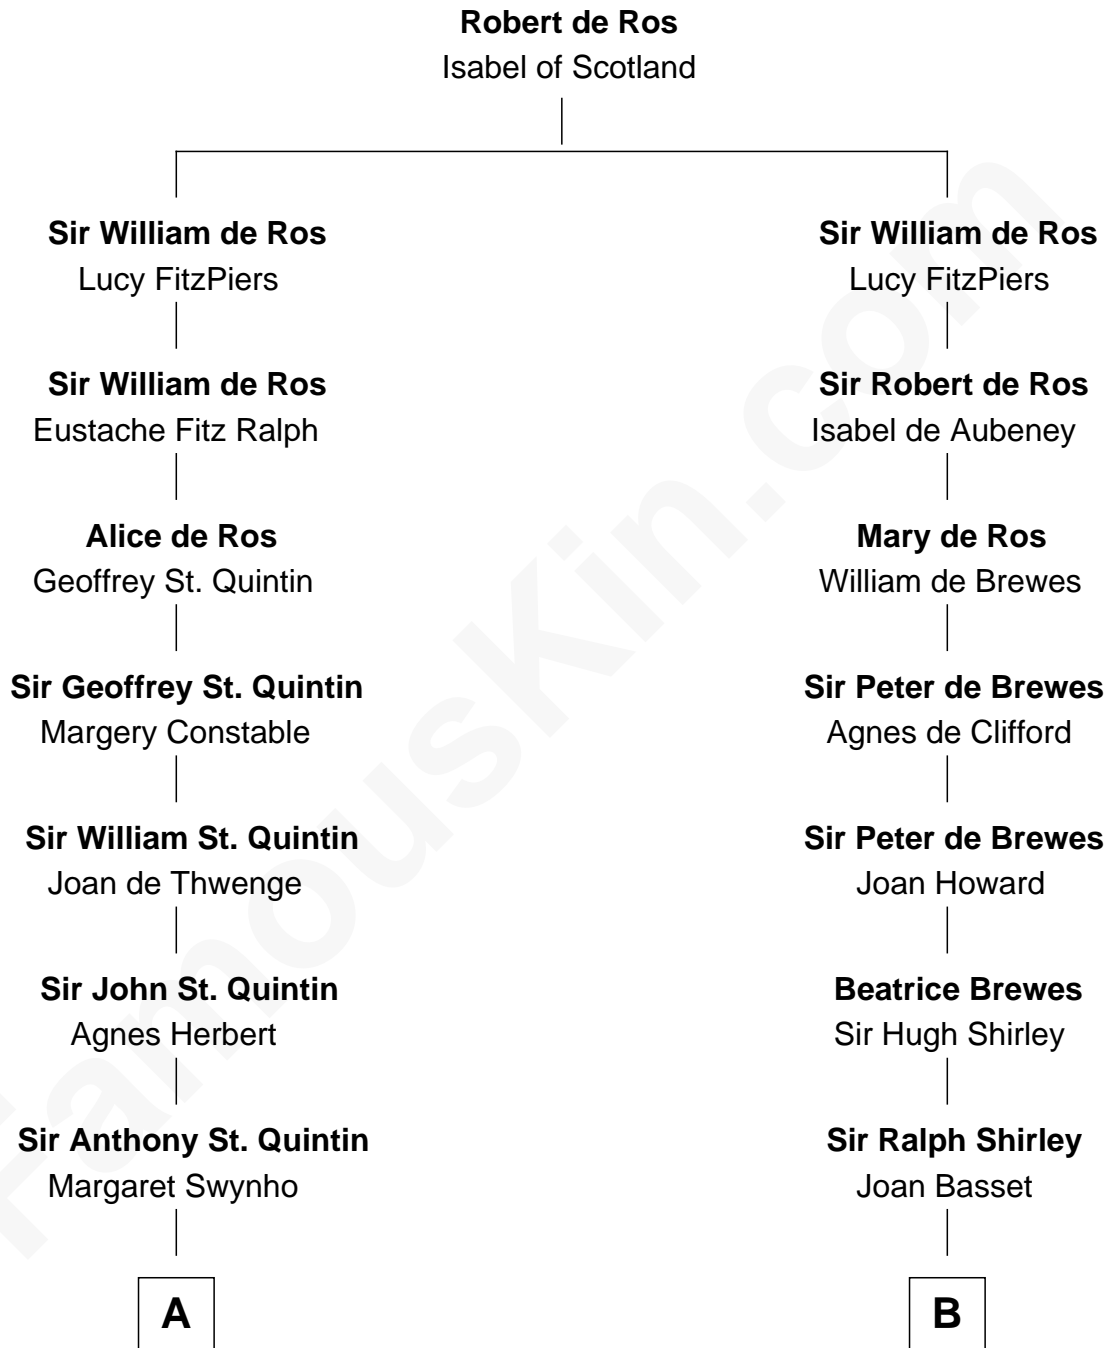 Robert de Ros
Isabel of Scotland
Sir William de Ros
Lucy FitzPiers
Sir William de Ros
Eustache Fitz Ralph
Alice de Ros
Geoffrey St. Quintin
Sir Geoffrey St. Quintin
Margery Constable
Sir William St. Quintin
Joan de Thwenge
Sir John St. Quintin
Agnes Herbert
Sir Anthony St. Quintin
Margaret Swynho
A
Sir William de Ros
Lucy FitzPiers
Sir Robert de Ros
Isabel de Aubeney
Mary de Ros
William de Brewes
Sir Peter de Brewes
Agnes de Clifford
Sir Peter de Brewes
Joan Howard
Beatrice Brewes
Sir Hugh Shirley
Sir Ralph Shirley
Joan Basset
B
FamousKin.com